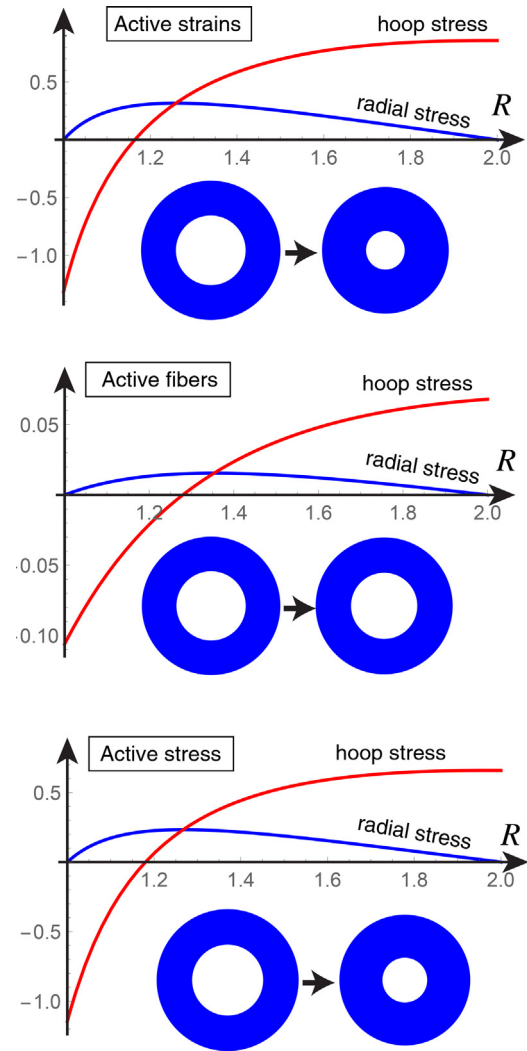 Active strains
hoop stress
0.5
radial stress
R
1.2
1.4
1.6
1.8
2.0
−0.5
−1.0
Active fibers
hoop stress
0.05
radial stress
R
1.2
1.4
1.6
1.8
2.0
0.05
0.10
Active stress
hoop stress
0.5
radial stress
R
1.2
1.4
1.6
1.8
2.0
−0.5
−1.0